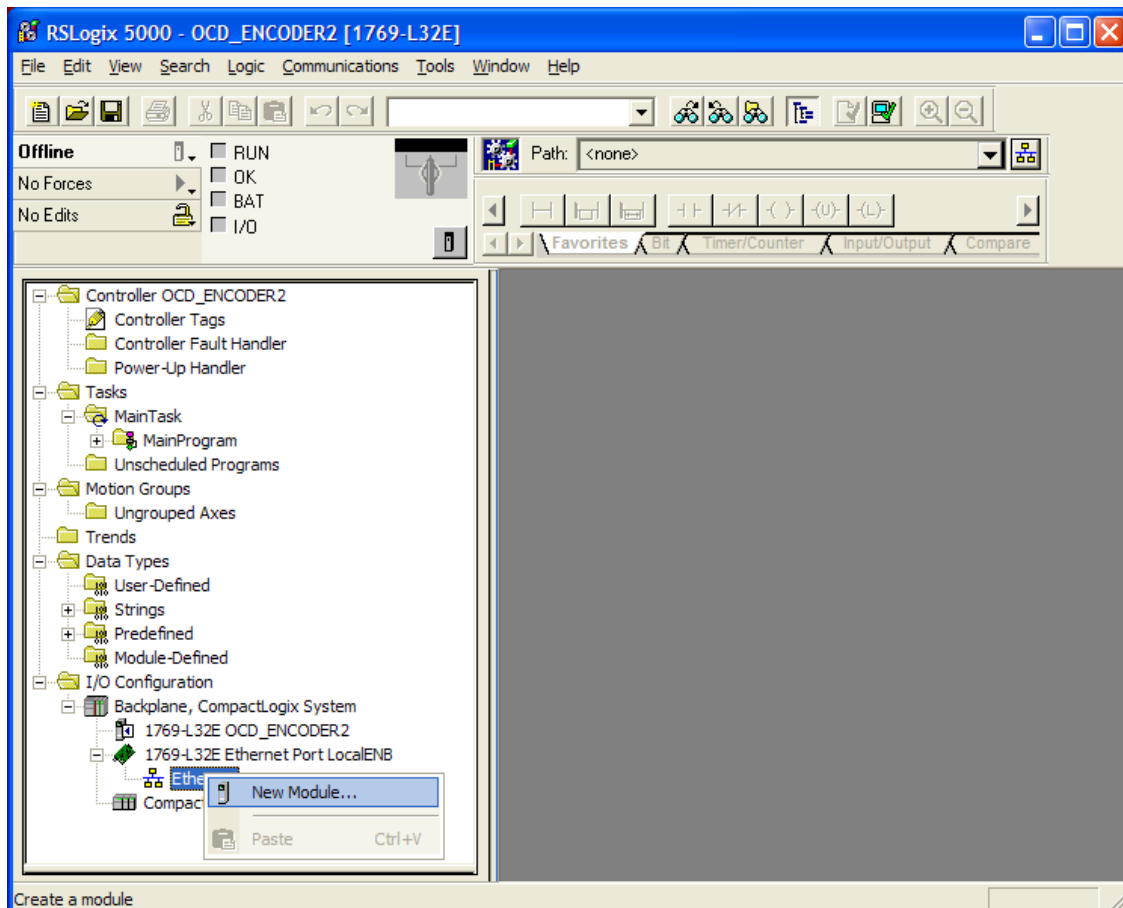 RSLogix 5000 - OCD_ENCODER2 [1769-L32E]
File Edit View Search Logic Communications Tools Window Help
Offline
RUN
No Forces
OK
No Edits
BAT
I/O
Path: <none>
Favorites Bit Timer/Counter Input/Output Compare
Controller OCD_ENCODER2
Controller Tags
Controller Fault Handler
Power-Up Handler
Tasks
MainTask
MainProgram
Unscheduled Programs
Motion Groups
Ungrouped Axes
Trends
Data Types
User-Defined
Strings
Predefined
Module-Defined
I/O Configuration
Backplane, CompactLogix System
1769-L32E OCD_ENCODER2
1769-L32E Ethernet Port LocalENB
New Module...
Paste Ctrl+V
Create a module